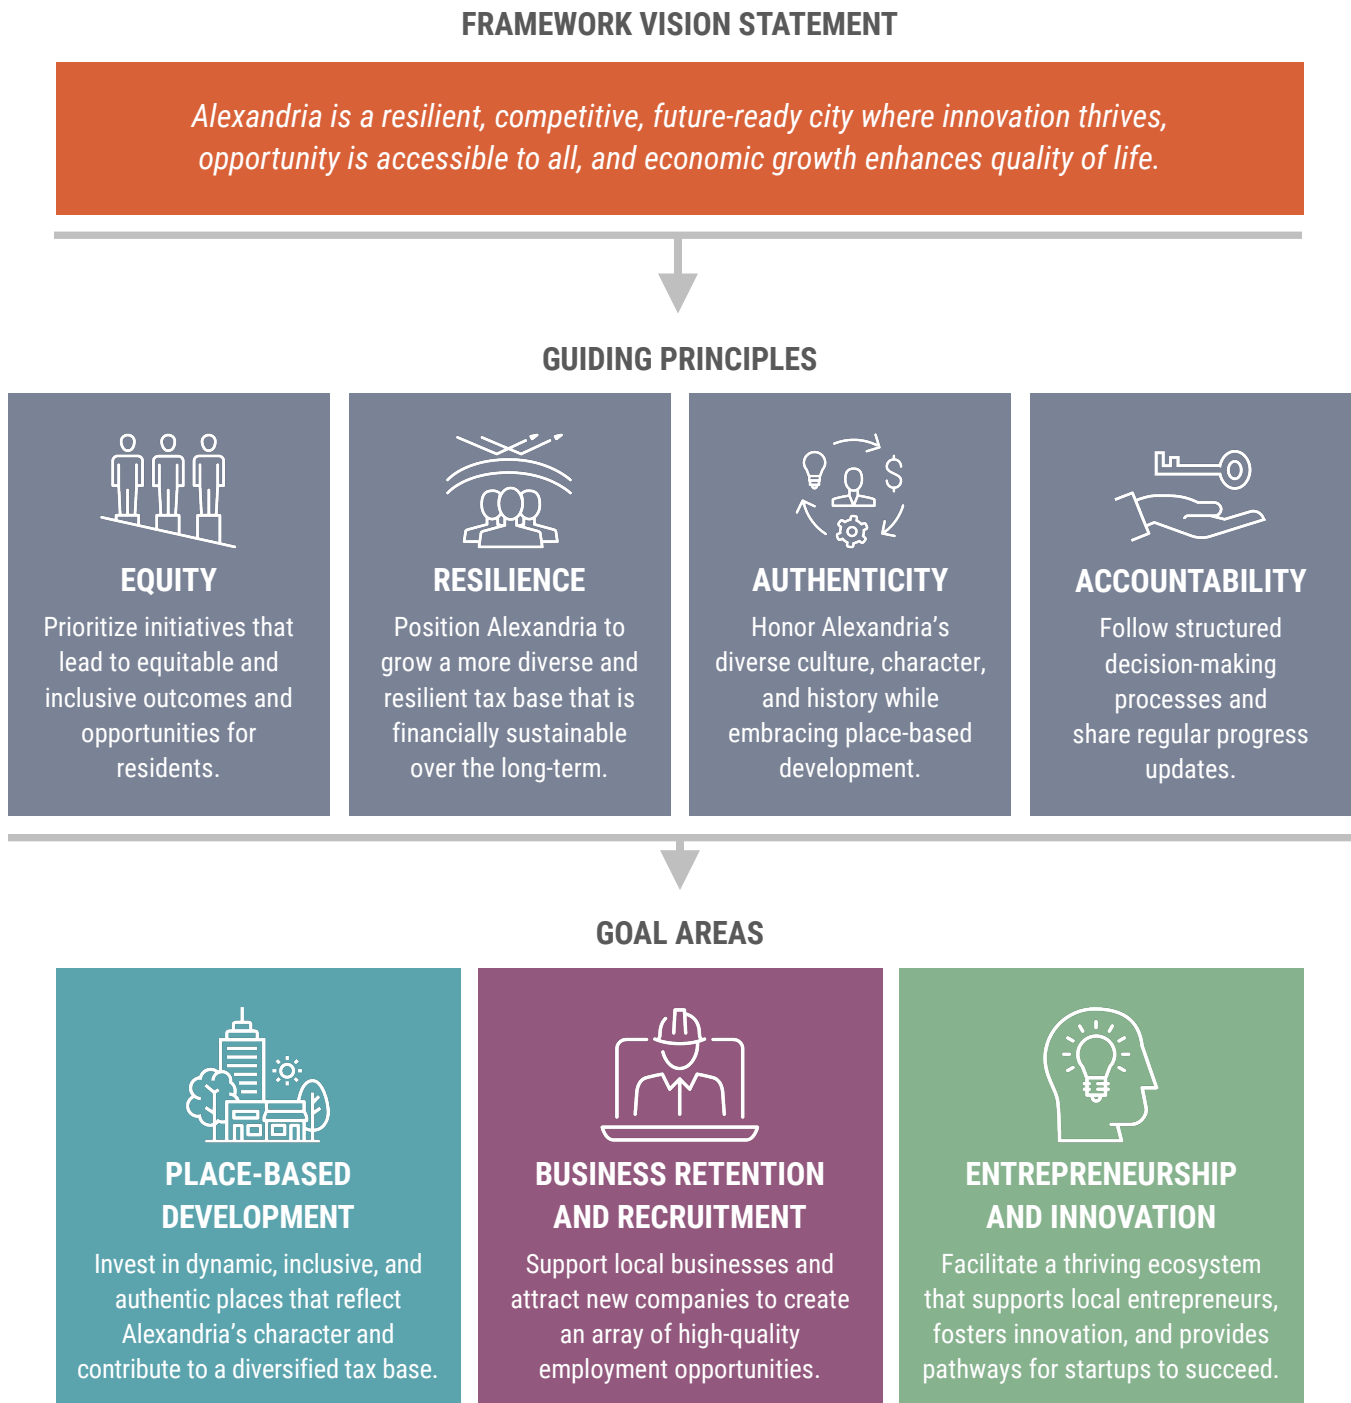 FRAMEWORK VISION STATEMENT
Alexandria is a resilient, competitive, future-ready city where innovation thrives,
opportunity is accessible to all, and economic growth enhances quality of life.
GUIDING PRINCIPLES
EQUITY
Prioritize initiatives that
lead to equitable and
inclusive outcomes and
opportunities for
residents.
RESILIENCE
Position Alexandria to
grow a more diverse and
resilient tax base that is
financially sustainable
over the long-term.
$
AUTHENTICITY
Honor Alexandria’s
diverse culture, character,
and history while
embracing place-based
development.
ACCOUNTABILITY
Follow structured
decision-making
processes and
share regular progress
updates.
GOAL AREAS
PLACE-BASED
DEVELOPMENT
Invest in dynamic, inclusive, and
authentic places that reflect
Alexandria’s character and
contribute to a diversified tax base.
BUSINESS RETENTION
AND RECRUITMENT
Support local businesses and
attract new companies to create
an array of high-quality
employment opportunities.
ENTREPRENEURSHIP
AND INNOVATION
Facilitate a thriving ecosystem
that supports local entrepreneurs,
fosters innovation, and provides
pathways for startups to succeed.